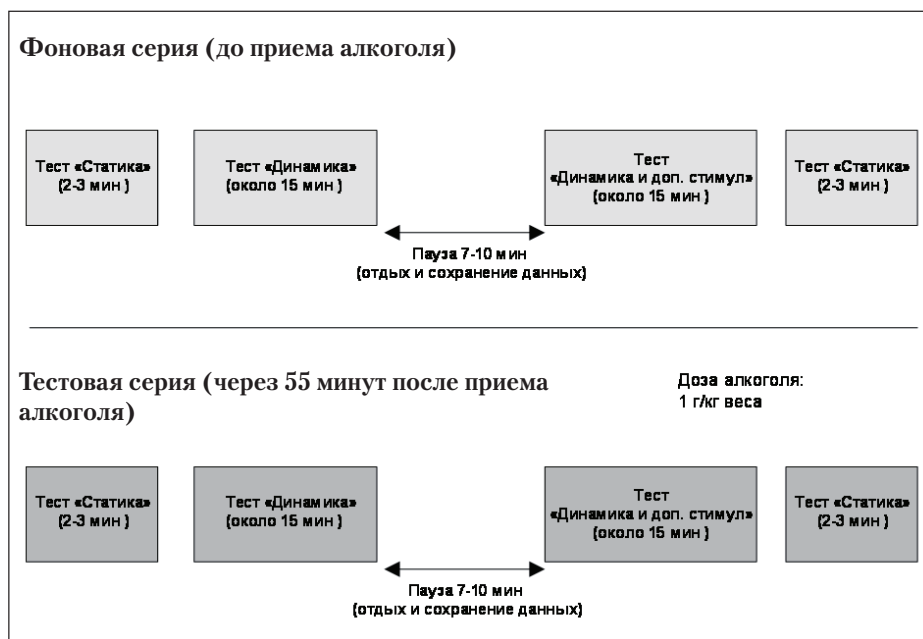 Фоновая серия (до приема алкоголя)
Тест «Статика»
(2-3 мин )
Тест «Динамика»
(около 15 мин )
Тест
«Динамика и доп. стимул»
(около 15 мин )
Тест «Статика»
(2-3 мин )
Пауза 7-10 мин
(отдых и сохранение данных)
Тестовая серия (через 55 минут после приема
алкоголя)
Доза алкоголя:
1 г/кг веса
Тест «Статика»
(2-3 мин )
Тест «Динамика»
(около 15 мин )
Тест
«Динамика и доп. стимул»
(около 15 мин )
Тест «Статика»
(2-3 мин )
Пауза 7-10 мин
(отдых и сохранение данных)